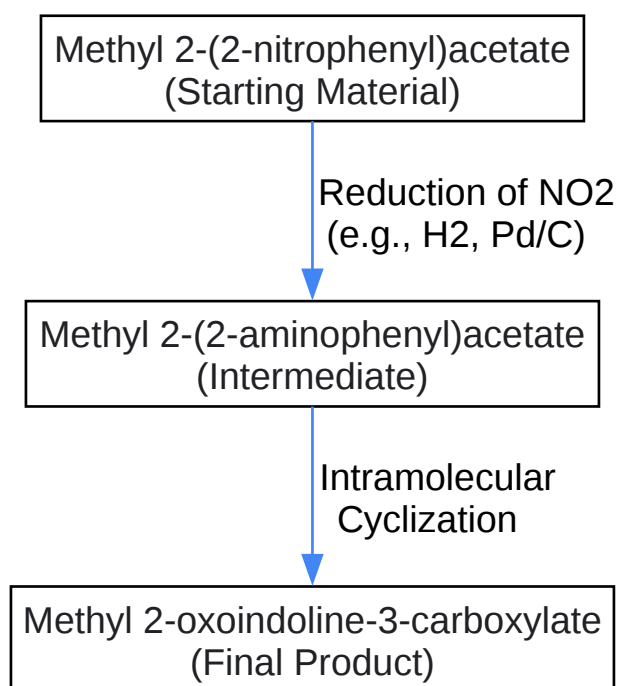 Methyl 2-(2-nitrophenyl)acetate
(Starting Material)
Reduction of NO2
(e.g., H2, Pd/C)
Methyl 2-(2-aminophenyl)acetate
(Intermediate)
Intramolecular
Cyclization
Methyl 2-oxoindoline-3-carboxylate
(Final Product)